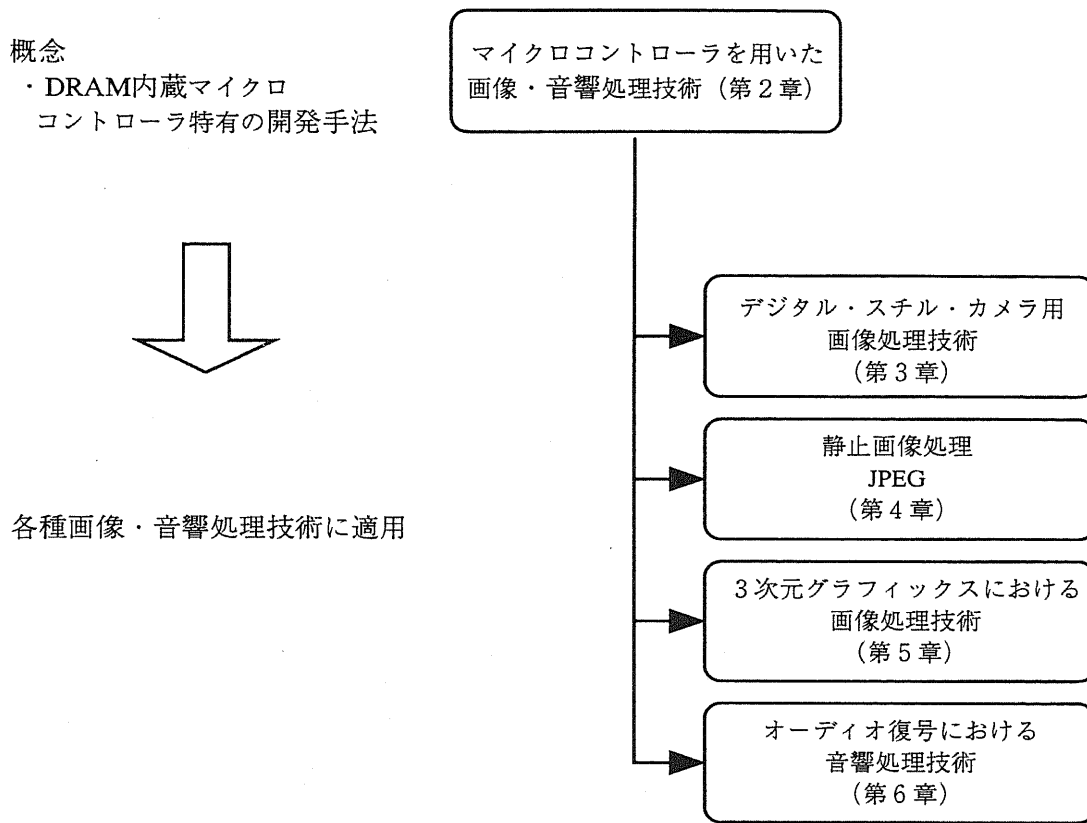 概念
・DRAM内蔵マイクロ
コントローラ特有の開発手法
マイクロコントローラを用いた
画像・音響処理技術（第２章）
デジタル・スチル・カメラ用
画像処理技術
（第３章）
静止画像処理
JPEG
（第４章）
各種画像・音響処理技術に適用
３次元グラフィックスにおける
画像処理技術
（第５章）
オーディオ復号における
音響処理技術
（第６章）